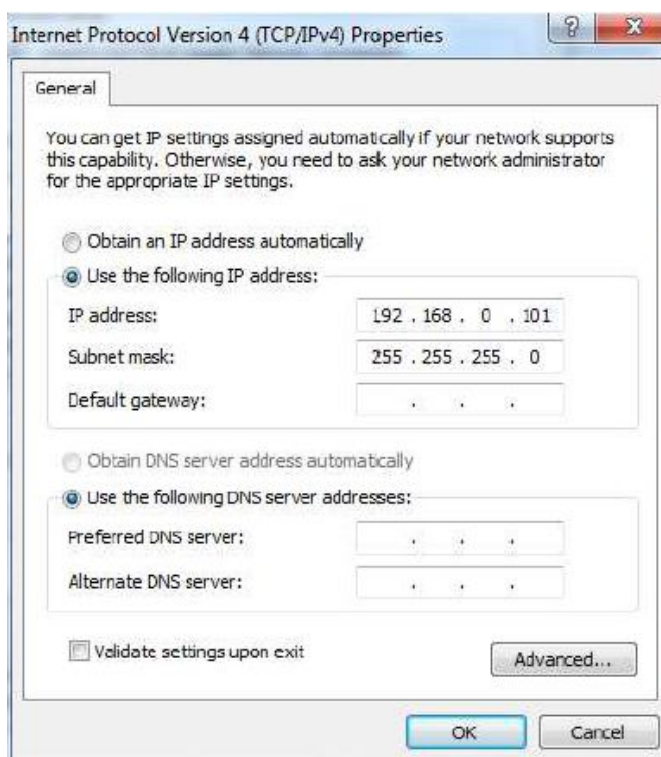 Internet Protocol Version 4 (TCP/IPv4) Properties
General
You can get IP settings assigned automatically if your network supports
this capability. Otherwise, you need to ask your network administrator
for the appropriate IP settings.
Obtain an IP address automatically
Use the following IP address:
IP address: 192 . 168 . 0 . 101
Subnet mask: 255 . 255 . 255 . 0
Default gateway: . . .
Obtain DNS server address automatically
Use the following DNS server addresses:
Preferred DNS server: . . .
Alternate DNS server: . . .
Validate settings upon exit
Advanced...
OK Cancel